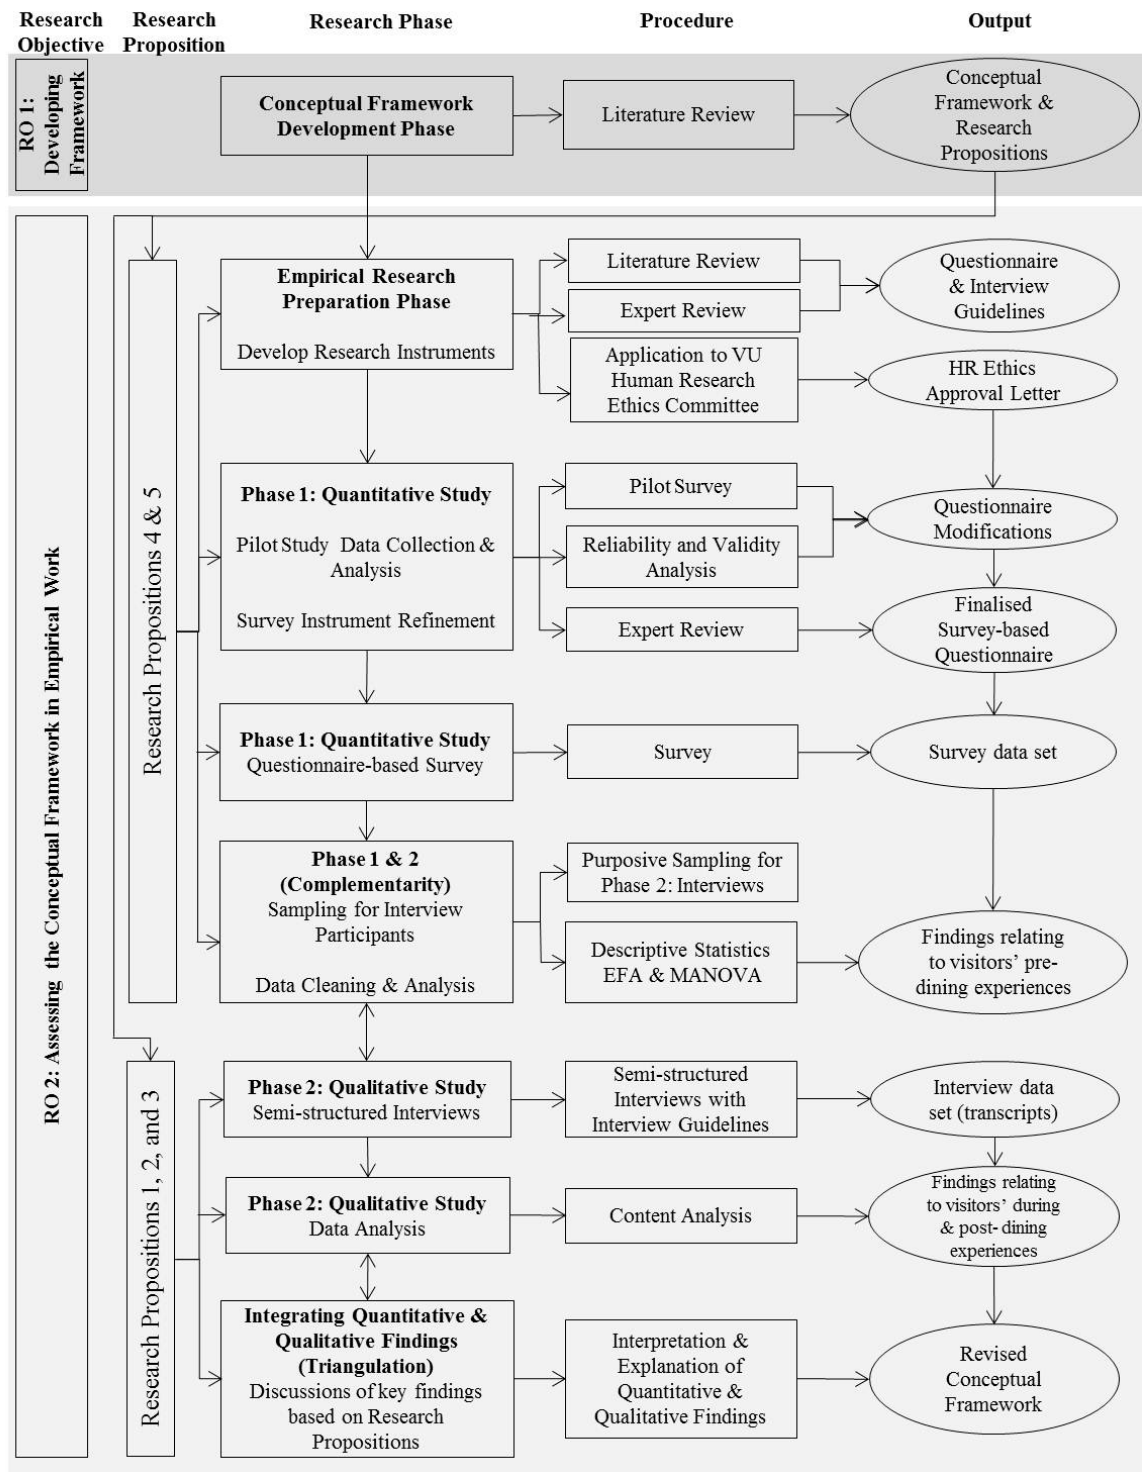 Research
Objective
Research
Proposition
Research Phase
Procedure
Output
RO 1:
Developing
Framework
Conceptual Framework
Development Phase
Literature Review
Conceptual
Framework &
Research
Propositions
RO 2: Assessing the Conceptual Framework in Empirical Work
Research Propositions 4 & 5
Empirical Research
Preparation Phase
Develop Research Instruments
Literature Review
Expert Review
Application to VU
Human Research
Ethics Committee
Questionnaire
& Interview
Guidelines
HR Ethics
Approval Letter
Phase 1: Quantitative Study
Pilot Study Data Collection &
Analysis
Survey Instrument Refinement
Pilot Survey
Reliability and Validity
Analysis
Expert Review
Questionnaire
Modifications
Finalised
Survey-based
Questionnaire
Phase 1: Quantitative Study
Questionnaire-based Survey
Survey
Survey data set
Phase 1 & 2
(Complementarity)
Sampling for Interview
Participants
Data Cleaning & Analysis
Purposive Sampling for
Phase 2: Interviews
Descriptive Statistics
EFA & MANOVA
Findings relating
to visitors’ pre-
dining experiences
Research Propositions 1, 2, and 3
Phase 2: Qualitative Study
Semi-structured Interviews
Semi-structured
Interviews with
Interview Guidelines
Interview data
set (transcripts)
Phase 2: Qualitative Study
Data Analysis
Content Analysis
Findings relating
to visitors’ during
& post- dining
experiences
Integrating Quantitative &
Qualitative Findings
(Triangulation)
Discussions of key findings
based on Research
Propositions
Interpretation &
Explanation of
Quantitative &
Qualitative Findings
Revised
Conceptual
Framework